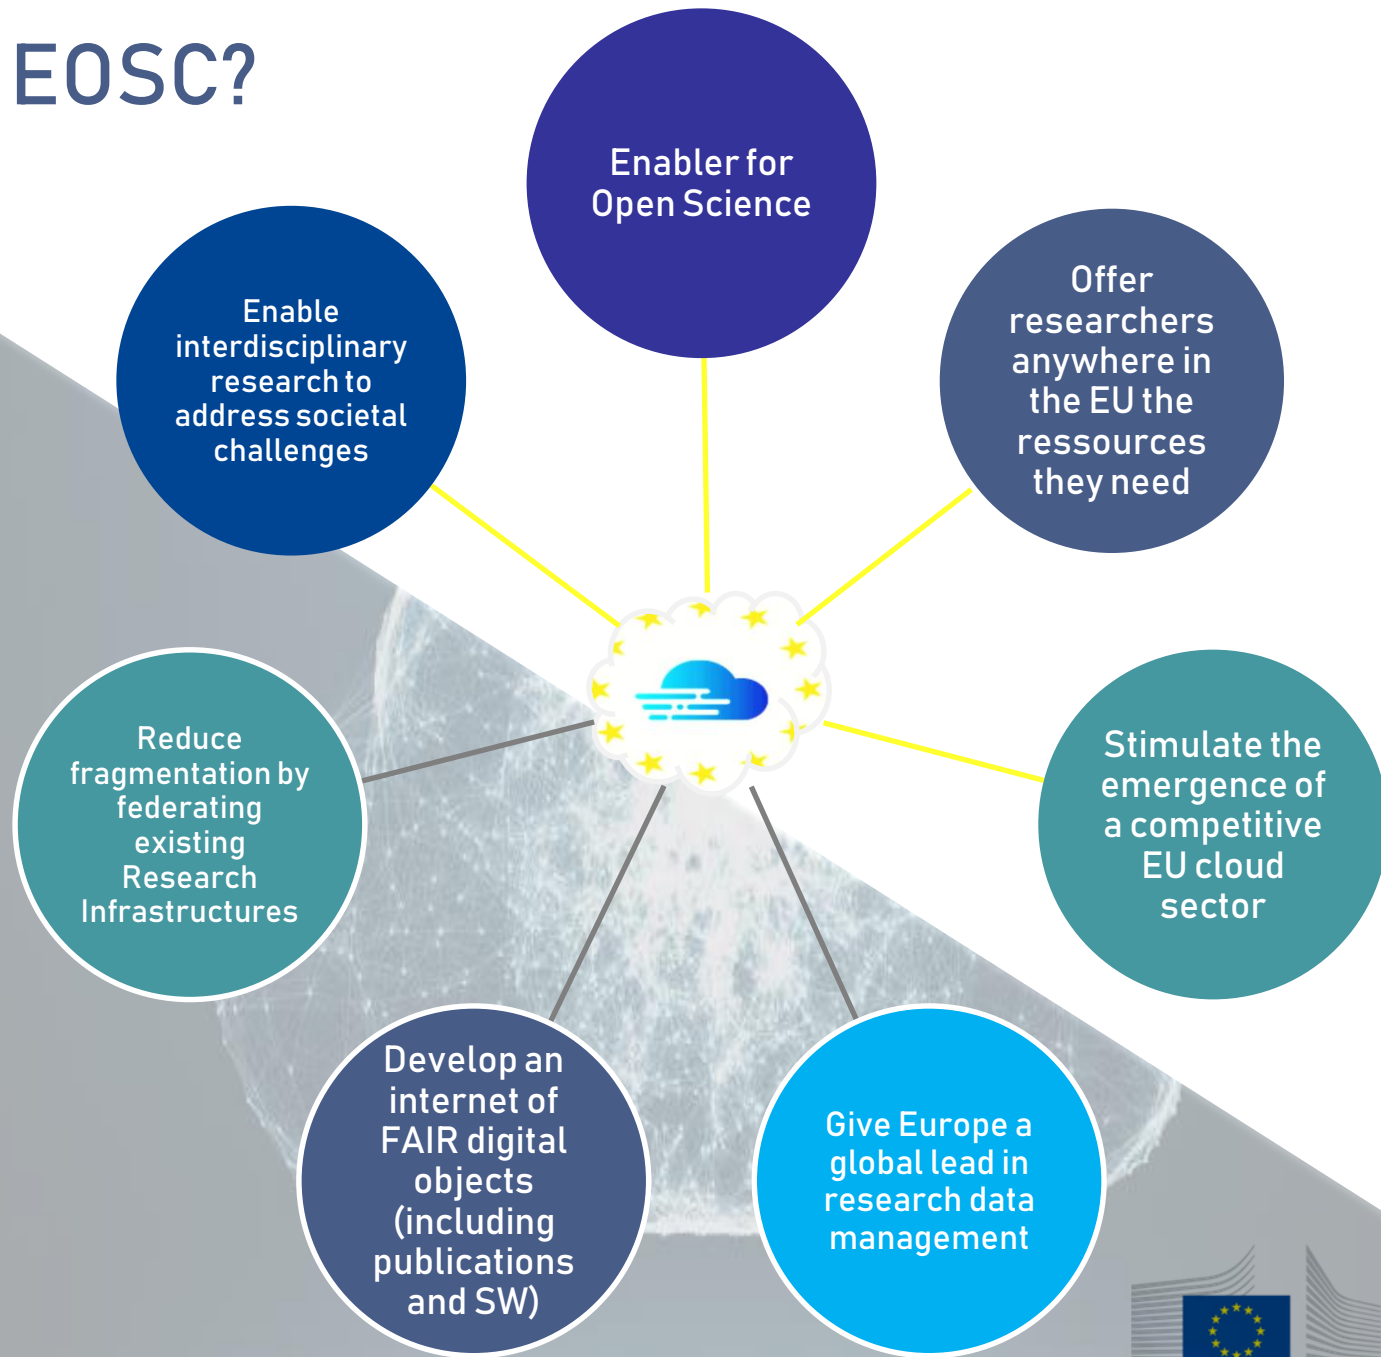 EOSC?
Enabler for
Open Science
Offer
researchers
anywhere in
the EU the
ressources
they need
Stimulate the
emergence of
a competitive
EU cloud
sector
Give Europe a
global lead in
research data
management
Develop an
internet of
FAIR digital
objects
(including
publications
and SW)
Reduce
fragmentation by
federating
existing
Research
Infrastructures
Enable
interdisciplinary
research to
address societal
challenges